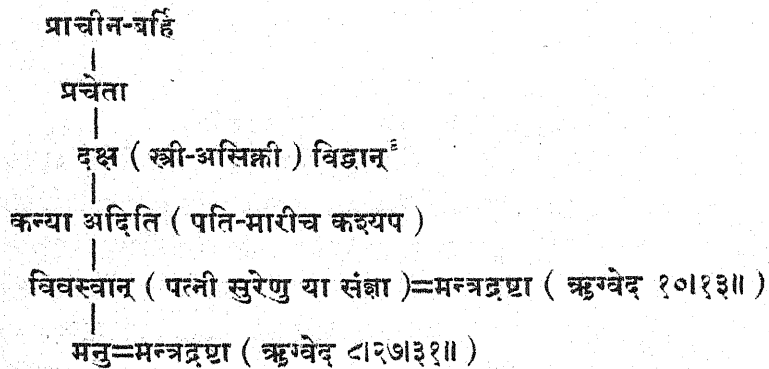 प्राचीन-बर्हि
प्रचेता
दक्ष ( स्त्री-असिक्नी ) विद्वान्
कन्या अदिति ( पति-मारीच कश्यप )
विवस्वान् ( पत्नी सुरेणु या संज्ञा )=मन्त्रद्रष्टा ( ऋग्वेद १०।१३॥ )
मनु=मन्त्रद्रष्टा ( ऋग्वेद ८।२७।३१॥ )